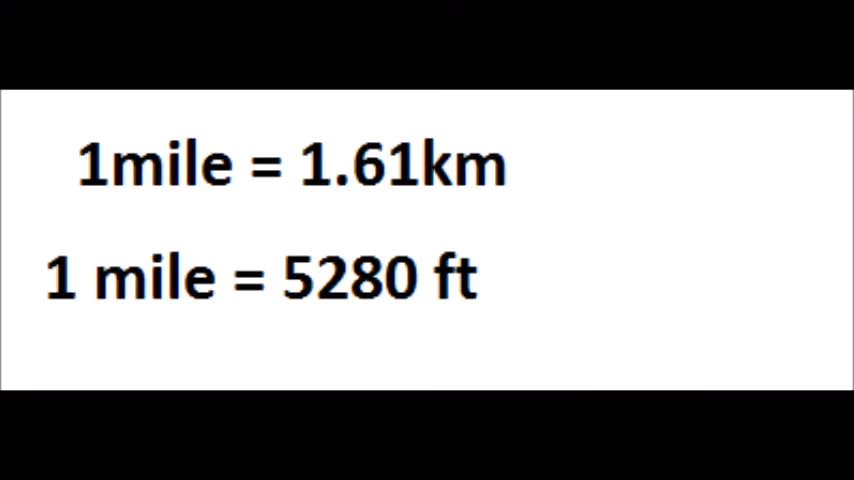 1mile = 1.61km
1 mile = 5280 ft